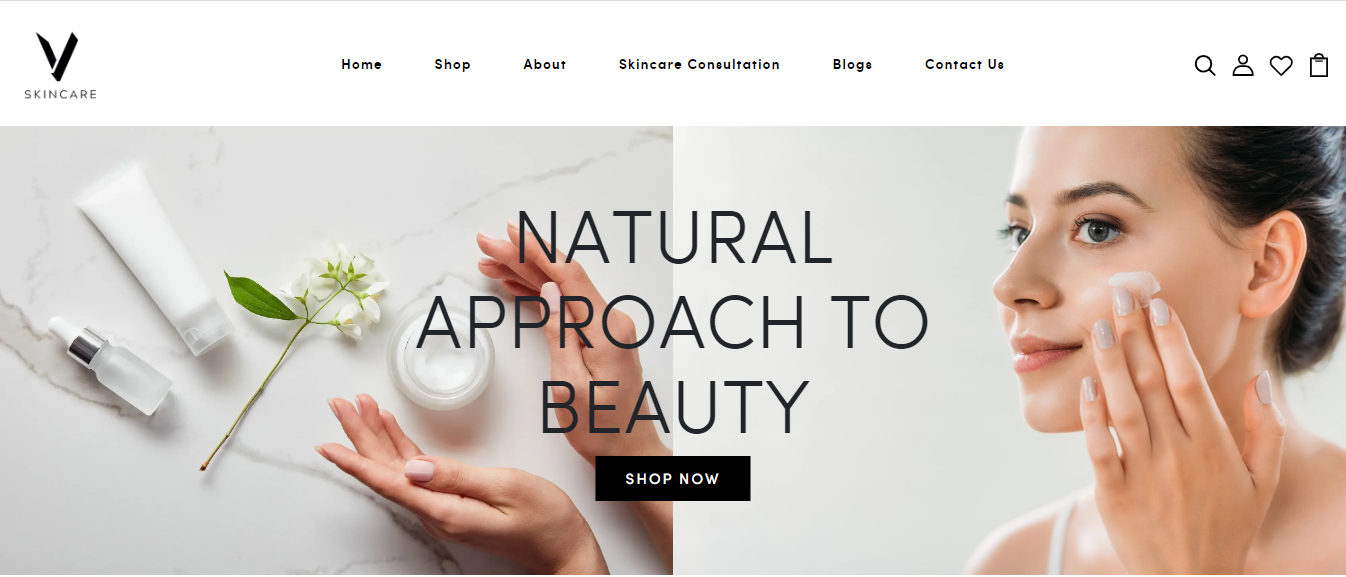 SKINCARE
Home Shop About Skincare Consultation Blogs Contact Us
NATURAL
APPROACH TO
BEAUTY
SHOP NOW